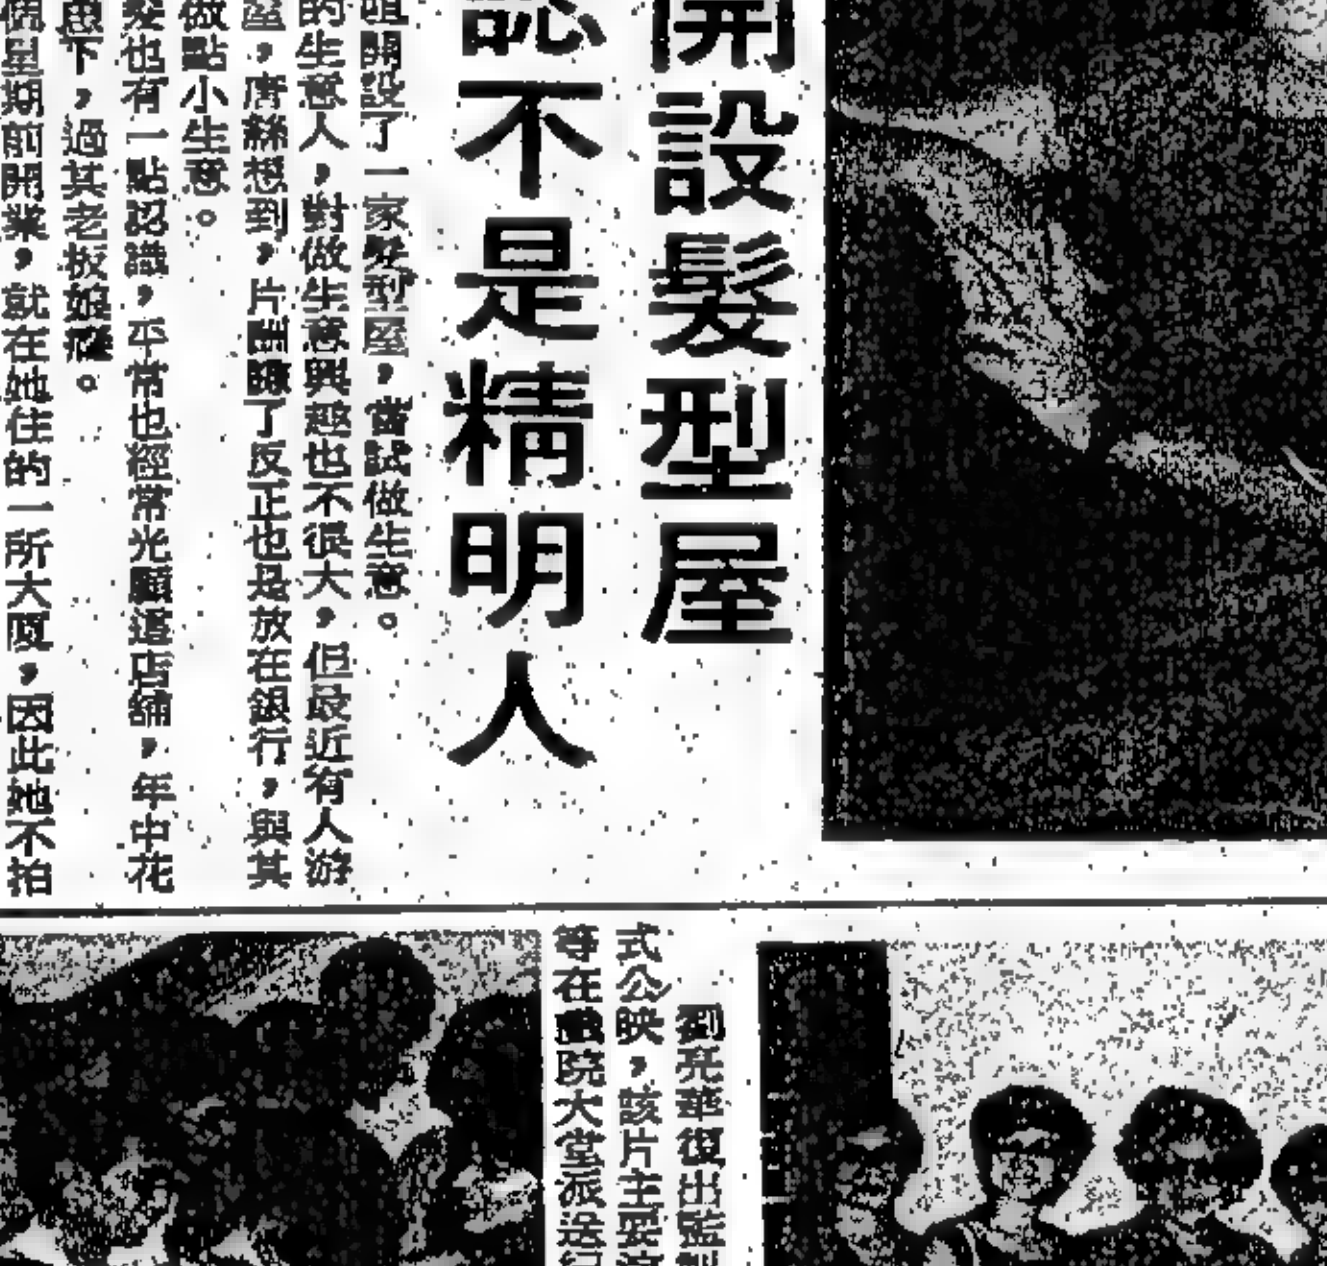 開設髮型屋
認不是精明人
咀開設了一家髮型屋，嘗試做生意。
的生意人，對做生意興趣也不很大，但最近有人游
屋，唐絲想到，片酬賺了反正也是放在銀行，與其
做點小生意。
髮也有一點認識，平常也經常光顧這店舖，年中花
恿下，過其老板娘癮。
個星期前開業，就在她住的一所大廈，因此她不拍
劉亮華復出監製
式公映，該片主要演
等在戲院大堂派送紀